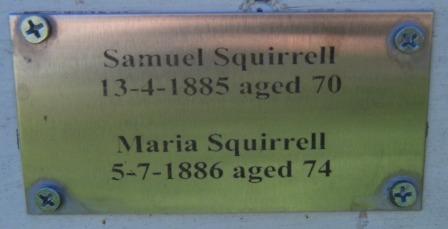 Samuel Squirrell
13-4-1885 aged 70
Maria Squirrell
5-7-1886 aged 74